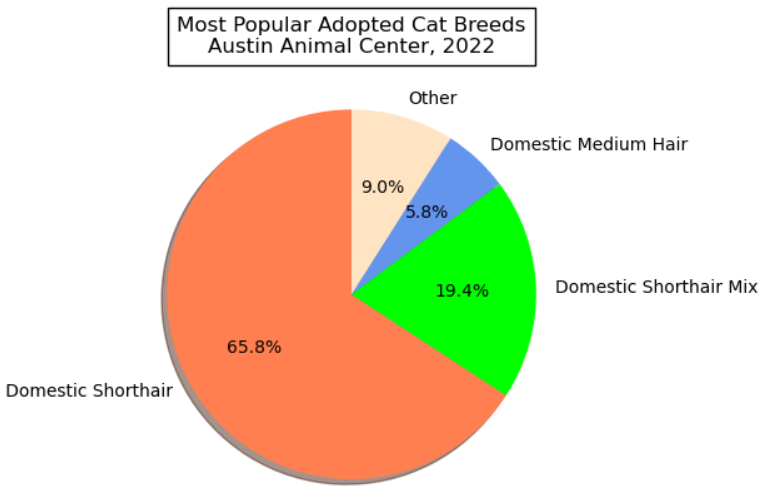 Most Popular Adopted Cat Breeds
Austin Animal Center, 2022
Other
Domestic Medium Hair
9.0%
5.8%
19.4%
Domestic Shorthair Mix
65.8%
Domestic Shorthair